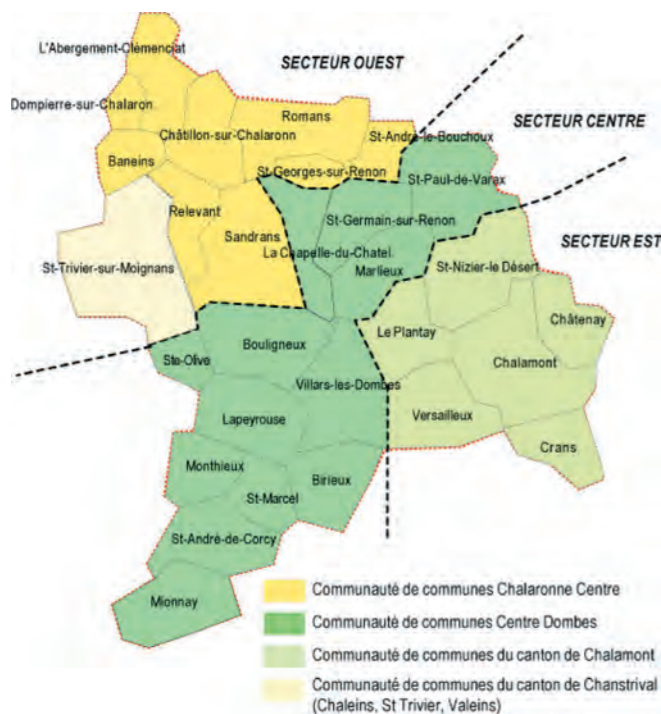 L'Abergement-Clémenciat
SECTEUR OUEST
Dompierre-sur-Chalaron
Romans
Châtillon-sur-Chalaronn
St-André-le-Bouchoux
SECTEUR CENTRE
Baneins
St-Georges-sur-Renon
St-Paul-de-Varax
Relevant
St-Germain-sur-Renon
Sandrans
SECTEUR EST
La Chapelle-du-Chatel
St-Trivier-sur-Moignans
Marlieux
St-Nizier-le Désert
Châtenay
Le Plantay
Bouligneux
Ste-Olive
Chalamont
Villars-les-Dombes
Lapeyrouse
Versailleux
Crans
Monthieux
Birieux
St-Marcel
St-André-de-Corcy
Mionnay
Communauté de communes Chalaronne Centre
Communauté de communes Centre Dombes
Communauté de communes du canton de Chalamont
Communauté de communes du canton de Chanstrival
(Chaleins, St Trivier, Valeins)